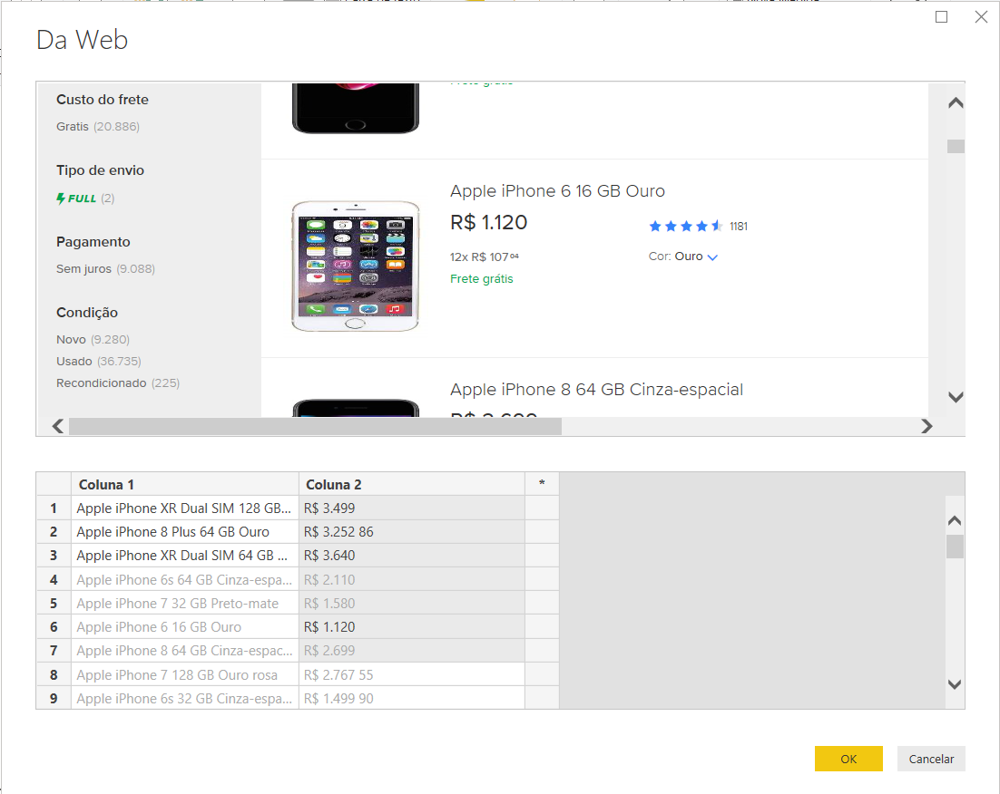 Da Web
Custo do frete
Gratis (20.886)
Tipo de envio
FULL (2)
Pagamento
Sem juros (9.088)
Condição
Novo (9.280)
Usado (36.735)
Recondicionado (225)
Apple iPhone 6 16 GB Ouro
R$ 1.120
1181
12x R$ 107 04
Cor: Ouro
Frete grátis
Apple iPhone 8 64 GB Cinza-espacial
R$ 2.699
Coluna 1 Coluna 2 *
1 Apple iPhone XR Dual SIM 128 GB... R$ 3.499
2 Apple iPhone 8 Plus 64 GB Ouro R$ 3.252 86
3 Apple iPhone XR Dual SIM 64 GB ... R$ 3.640
4 Apple iPhone 6s 64 GB Cinza-espa... R$ 2.110
5 Apple iPhone 7 32 GB Preto-mate R$ 1.580
6 Apple iPhone 6 16 GB Ouro R$ 1.120
7 Apple iPhone 8 64 GB Cinza-espac... R$ 2.699
8 Apple iPhone 7 128 GB Ouro rosa R$ 2.767 55
9 Apple iPhone 6s 32 GB Cinza-espa... R$ 1.499 90
OK Cancelar